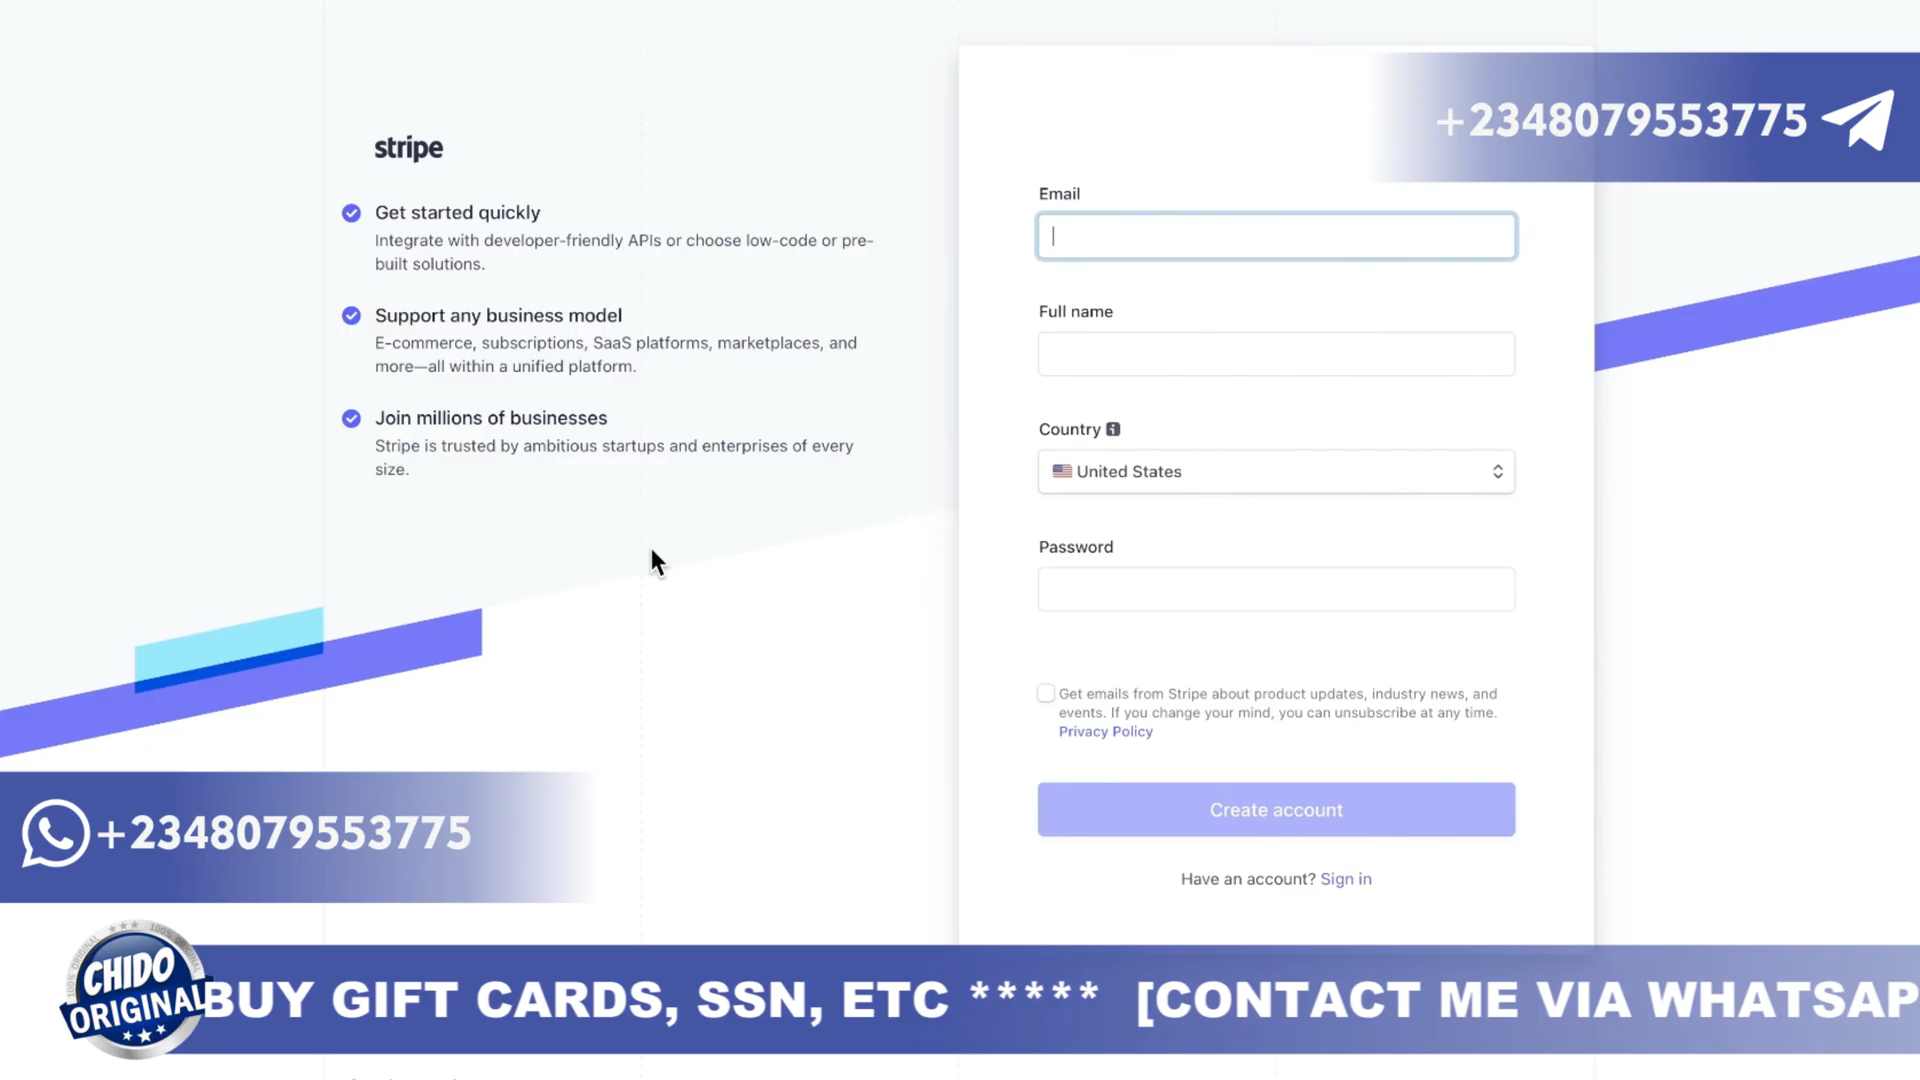 +2348079553775
stripe
Get started quickly
Integrate with developer-friendly APIs or choose low-code or pre-
built solutions.
Support any business model
E-commerce, subscriptions, SaaS platforms, marketplaces, and
more—all within a unified platform.
Join millions of businesses
Stripe is trusted by ambitious startups and enterprises of every
size.
Email
Full name
Country
United States
Password
Get emails from Stripe about product updates, industry news, and
events. If you change your mind, you can unsubscribe at any time.
Privacy Policy
Create account
Have an account? Sign in
+2348079553775
100% ORIGINAL
CHIDO
ORIGINAL
BUY GIFT CARDS, SSN, ETC ***** [CONTACT ME VIA WHATSAP